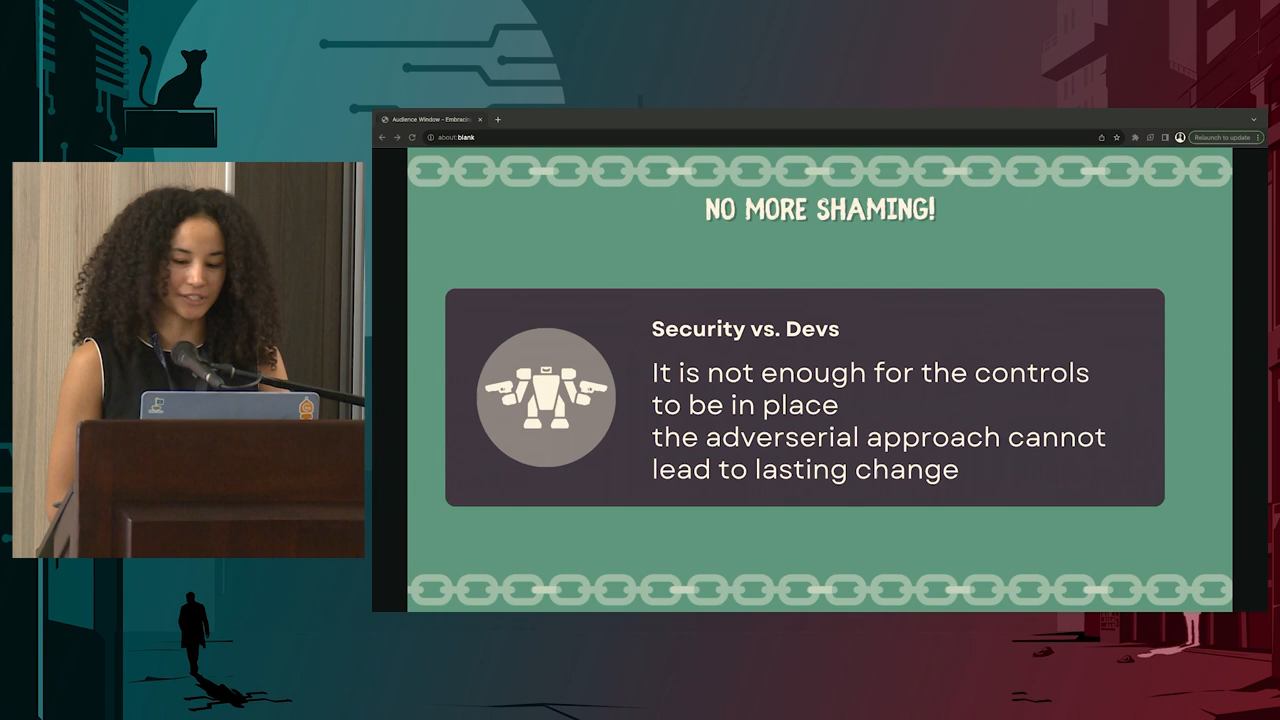 Audience Window - Embracin
about:blank
Relaunch to update
NO MORE SHAMING!
Security vs. Devs
It is not enough for the controls
to be in place
the adverserial approach cannot
lead to lasting change